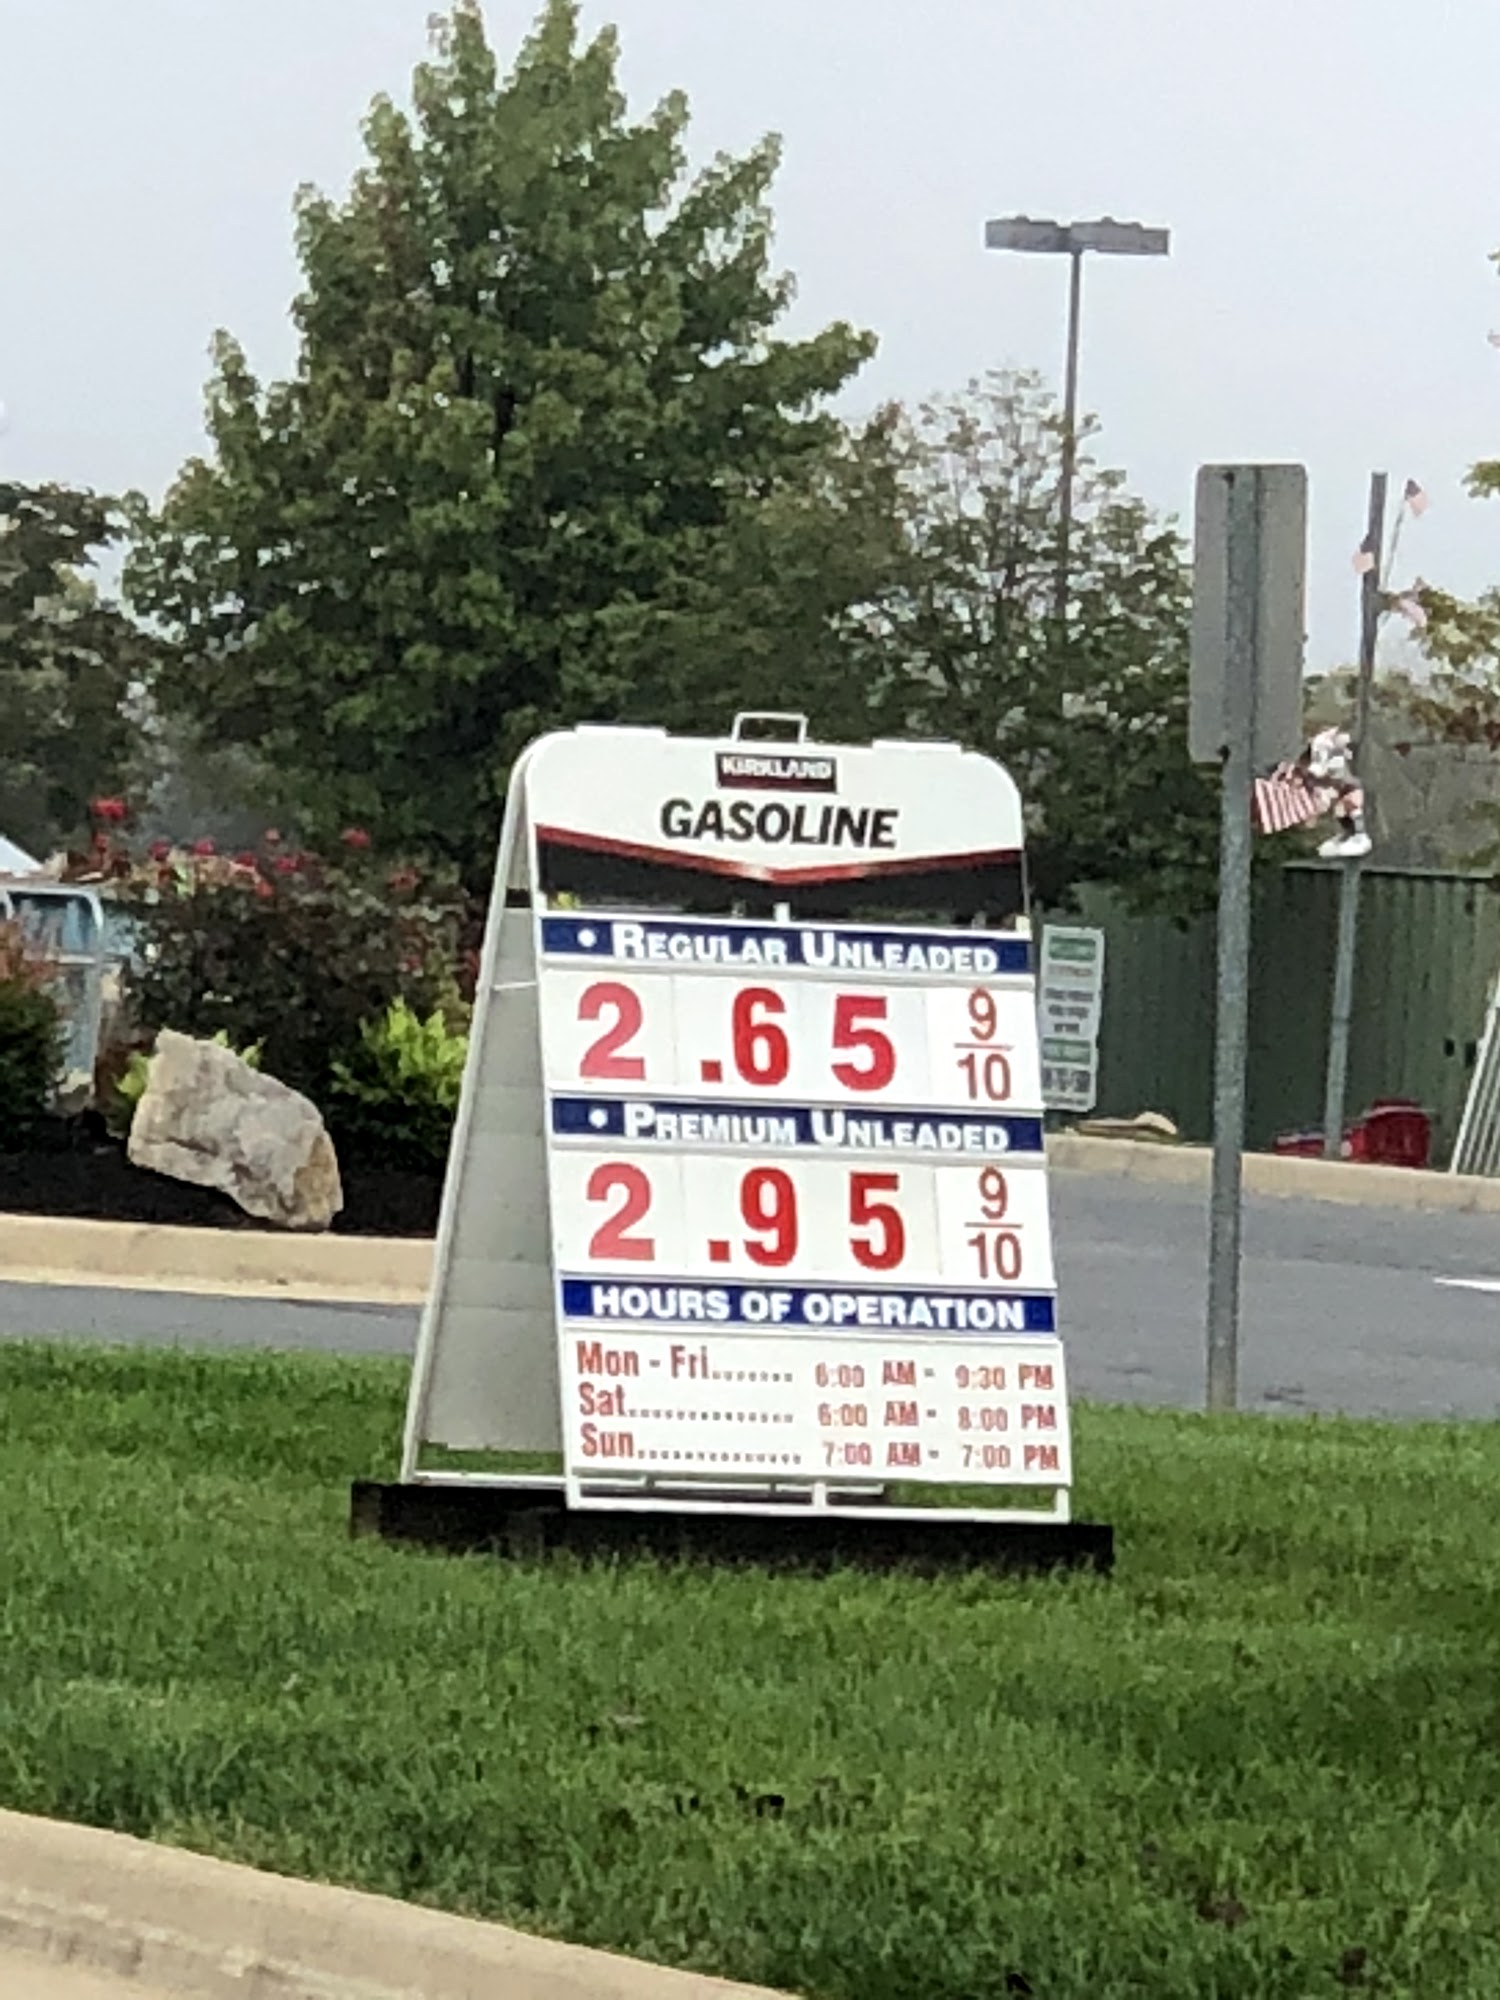 KIRKLAND
GASOLINE
• REGULAR UNLEADED
2.65 9/10
• PREMIUM UNLEADED
2.95 9/10
HOURS OF OPERATION
Mon - Fri........ 6:00 AM - 9:30 PM
Sat............... 6:00 AM - 8:00 PM
Sun............... 7:00 AM - 7:00 PM